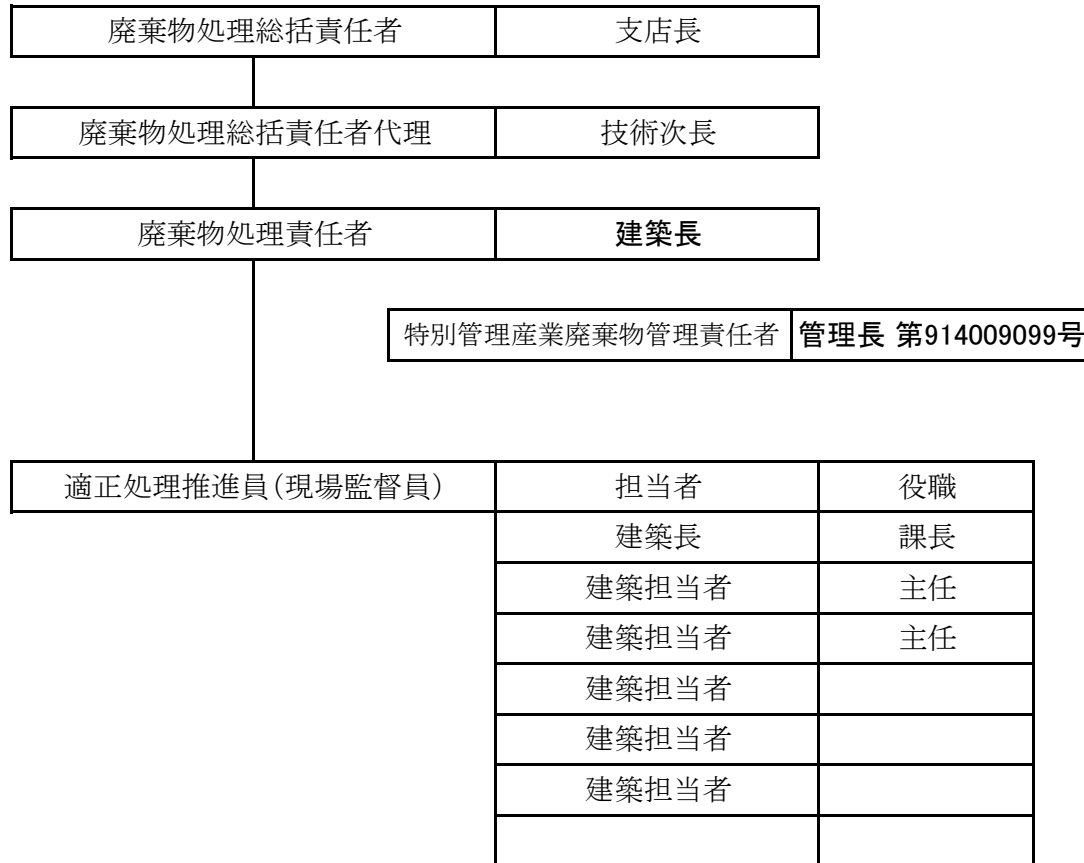 廃棄物処理総括責任者 支店長
廃棄物処理総括責任者代理 技術次長
廃棄物処理責任者 建築長
特別管理産業廃棄物管理責任者 管理長 第914009099号
適正処理推進員(現場監督員) 担当者 役職
建築長 課長
建築担当者 主任
建築担当者 主任
建築担当者
建築担当者
建築担当者